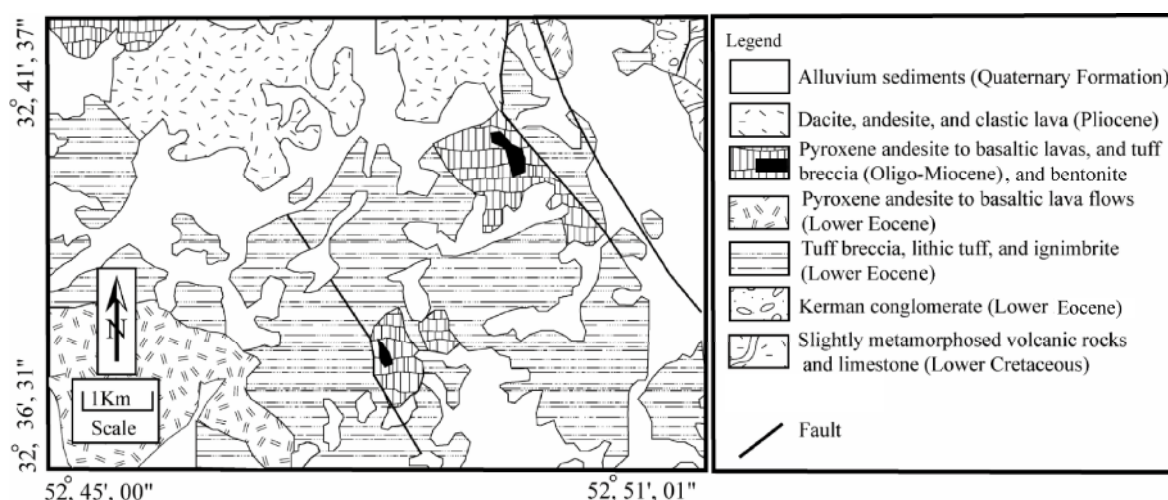 32°, 41', 37"
32°, 36', 31"
N
1Km
Scale
52°, 45', 00"
52°, 51', 01"
Legend
Alluvium sediments (Quaternary Formation)
Dacite, andesite, and clastic lava (Pliocene)
Pyroxene andesite to basaltic lavas, and tuff
breccia (Oligo-Miocene), and bentonite
Pyroxene andesite to basaltic lava flows
(Lower Eocene)
Tuff breccia, lithic tuff, and ignimbrite
(Lower Eocene)
Kerman conglomerate (Lower Eocene)
Slightly metamorphosed volcanic rocks
and limestone (Lower Cretaceous)
Fault